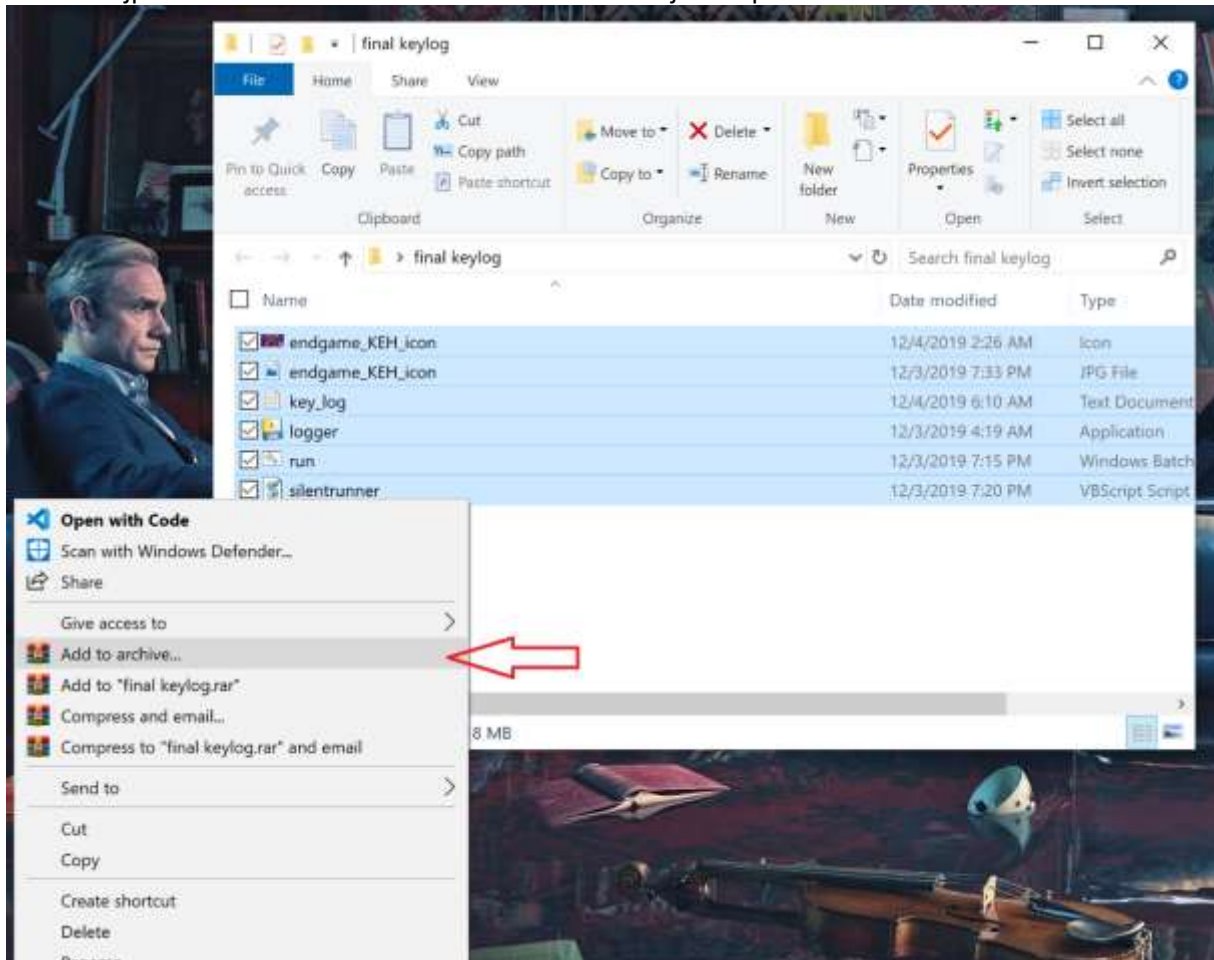 final keylog
File Home Share View
Pin to Quick access
Copy
Paste
Cut
Copy path
Paste shortcut
Clipboard
Move to
Copy to
Delete
Rename
Organize
New folder
New
Properties
Open
Select all
Select none
Invert selection
Select
final keylog
Search final keylog
Name Date modified Type
endgame_KEH_icon 12/4/2019 2:26 AM Icon
endgame_KEH_icon 12/3/2019 7:33 PM JPG File
key_log 12/4/2019 6:10 AM Text Document
logger 12/3/2019 4:19 AM Application
run 12/3/2019 7:15 PM Windows Batch
silentrunner 12/3/2019 7:20 PM VBScript Script
8 MB
Open with Code
Scan with Windows Defender...
Share
Give access to
Add to archive...
Add to "final keylog.rar"
Compress and email...
Compress to "final keylog.rar" and email
Send to
Cut
Copy
Create shortcut
Delete